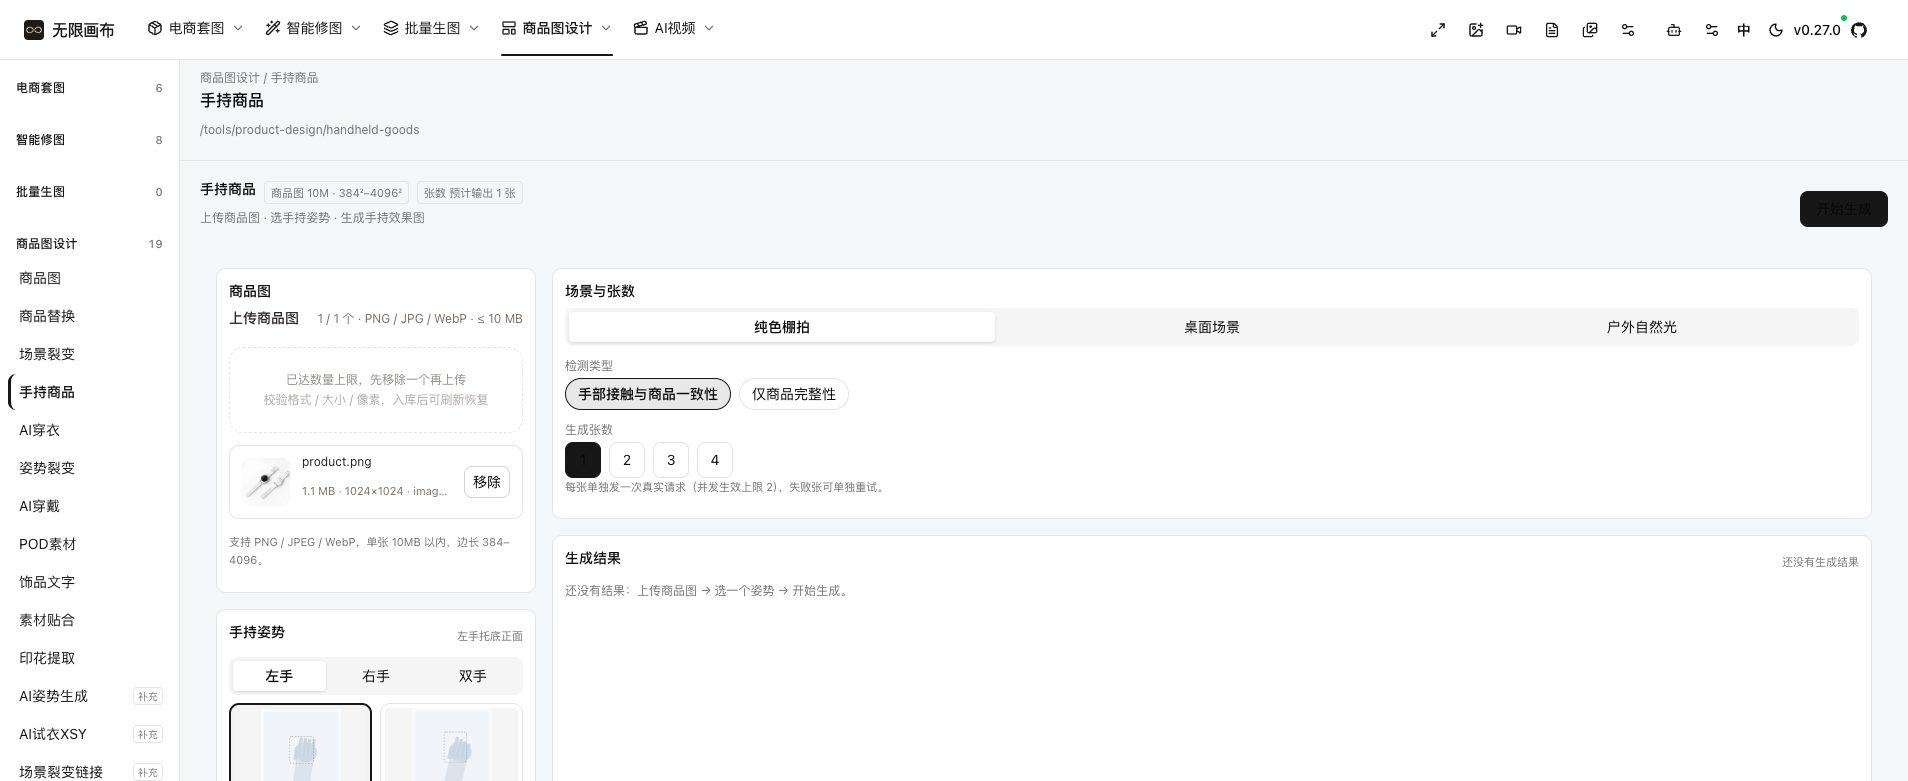 无限画布
电商套图
智能修图
批量生图
商品图设计
AI视频
中
v0.27.0
电商套图 6
智能修图 8
批量生图 0
商品图设计 19
商品图
商品替换
场景裂变
手持商品
AI穿衣
姿势裂变
AI穿戴
POD素材
饰品文字
素材贴合
印花提取
AI姿势生成 补充
AI试衣XSY 补充
场景裂变链接 补充
商品图设计 / 手持商品
手持商品
/tools/product-design/handheld-goods
手持商品 商品图 10M · 384²–4096² 张数 预计输出 1 张
上传商品图 · 选手持姿势 · 生成手持效果图
开始生成
商品图
上传商品图 1 / 1 个 · PNG / JPG / WebP · ≤ 10 MB
已达数量上限，先移除一个再上传
校验格式 / 大小 / 像素，入库后可刷新恢复
product.png
1.1 MB · 1024×1024 · imag...
移除
支持 PNG / JPEG / WebP，单张 10MB 以内，边长 384–
4096。
手持姿势 左手托底正面
左手 右手 双手
场景与张数
纯色棚拍 桌面场景 户外自然光
检测类型
手部接触与商品一致性 仅商品完整性
生成张数
1 2 3 4
每张单独发一次真实请求（并发生效上限 2），失败张可单独重试。
生成结果 还没有生成结果
还没有结果：上传商品图 → 选一个姿势 → 开始生成。